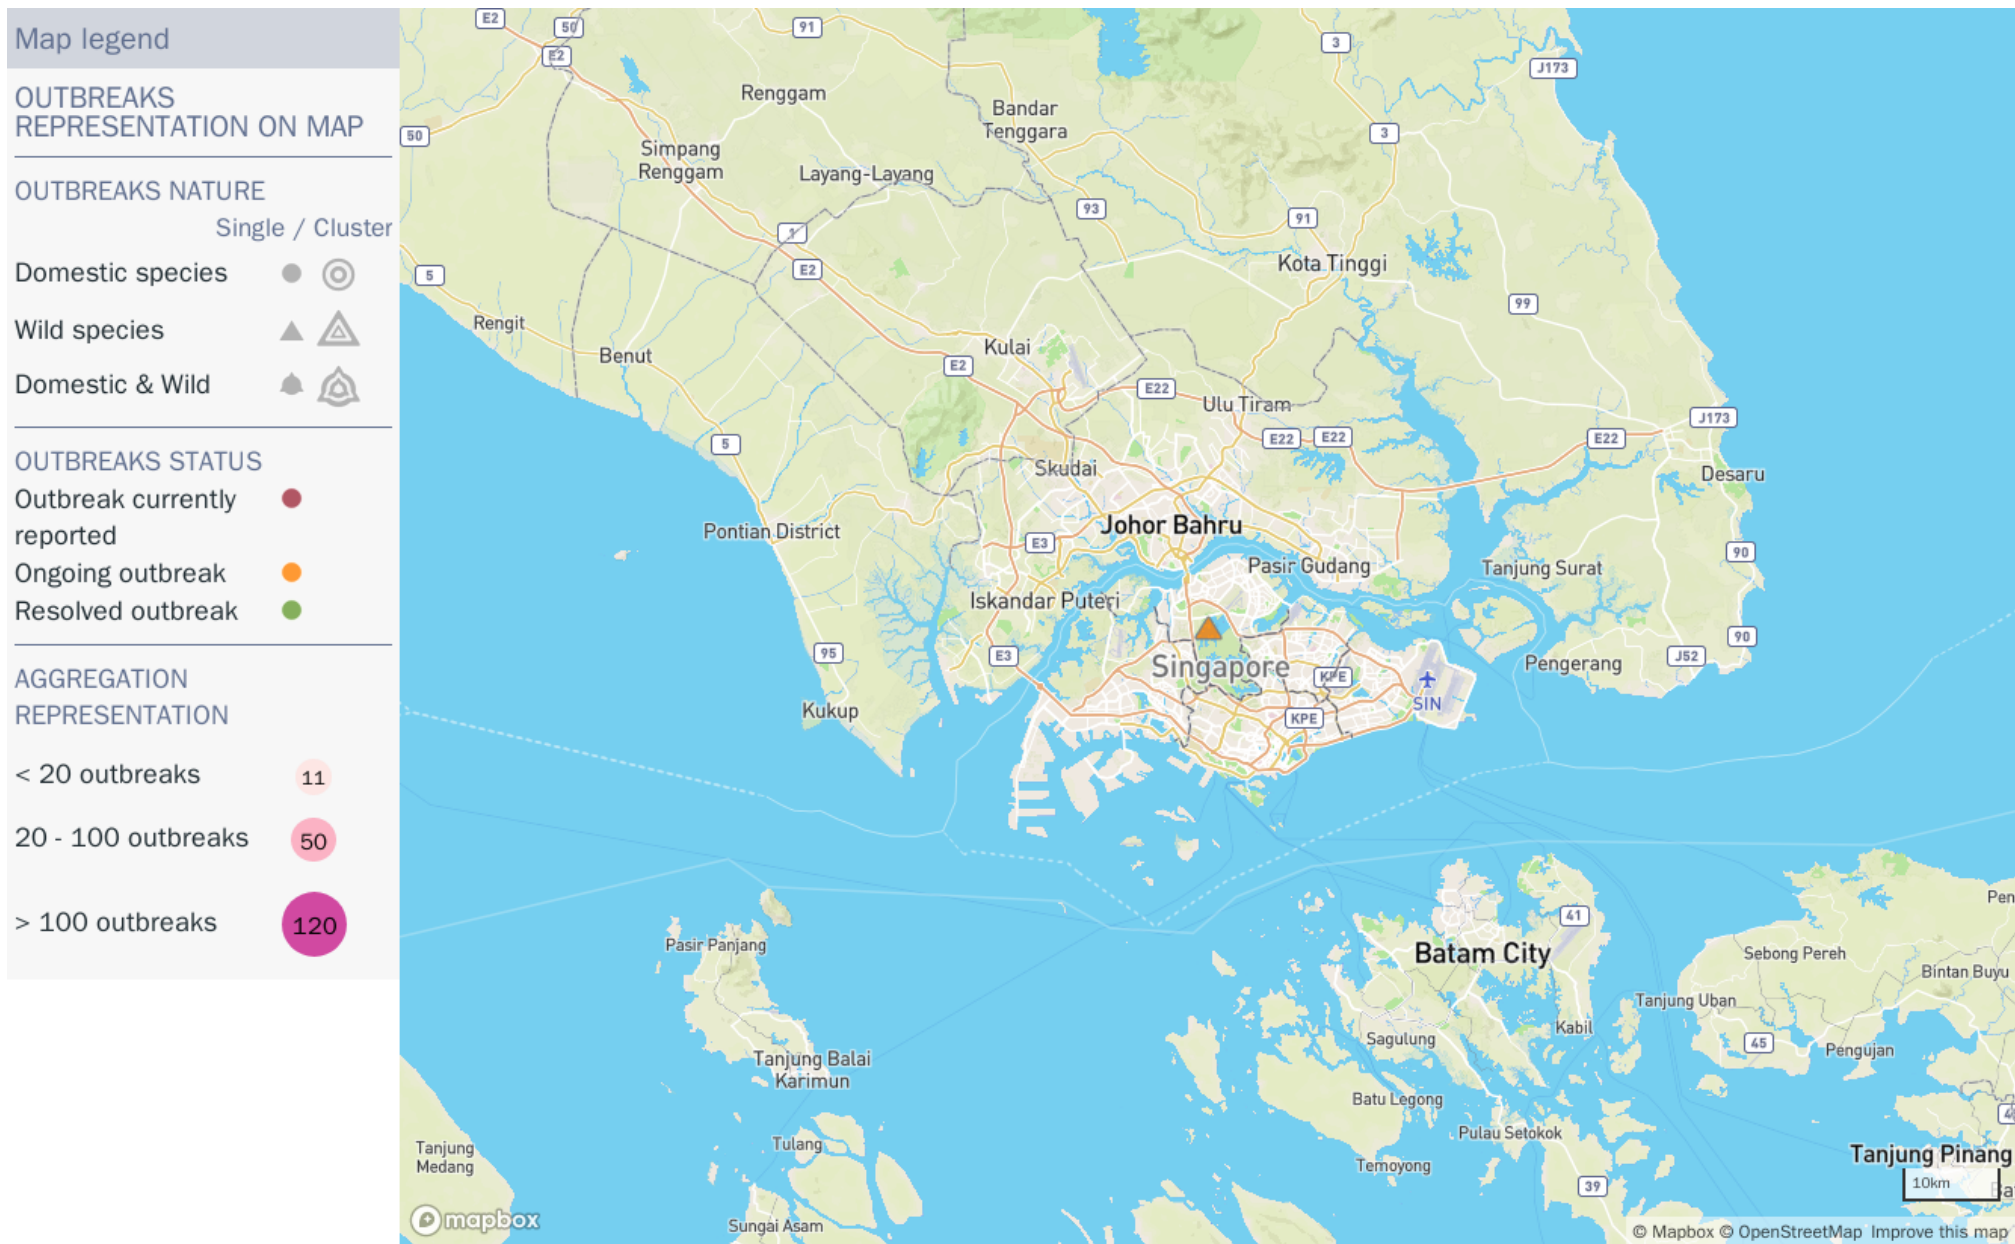 Map legend
OUTBREAKS
REPRESENTATION ON MAP
OUTBREAKS NATURE
Single / Cluster
Domestic species
Wild species
Domestic & Wild
OUTBREAKS STATUS
Outbreak currently
reported
Ongoing outbreak
Resolved outbreak
AGGREGATION
REPRESENTATION
< 20 outbreaks 11
20 - 100 outbreaks 50
> 100 outbreaks 120
E2
50
91
E2
3
J173
Renggam
Bandar
Tenggara
50
3
Simpang
Renggam
Layang-Layang
93
91
1
E2
5
Kota Tinggi
99
Rengit
Benut
Kulai
E2
E22
Ulu Tiram
J173
5
E22
E22
E22
Skudai
Desaru
Pontian District
Johor Bahru
E3
90
Pasir Gudang
Tanjung Surat
Iskandar Puteri
90
95
E3
Singapore
KPE
J52
Pengerang
SIN
Kukup
KPE
Pen
41
Pasir Panjang
Batam City
Sebong Pereh
Bintan Buyu
Tanjung Uban
Kabil
Sagulung
45
Pengujan
Tanjung Balai
Karimun
Batu Legong
Pulau Setokok
Tulang
Tanjung
Medang
Temoyong
Tanjung Pinang
10km
39
mapbox
Sungai Asam
© Mapbox © OpenStreetMap Improve this map